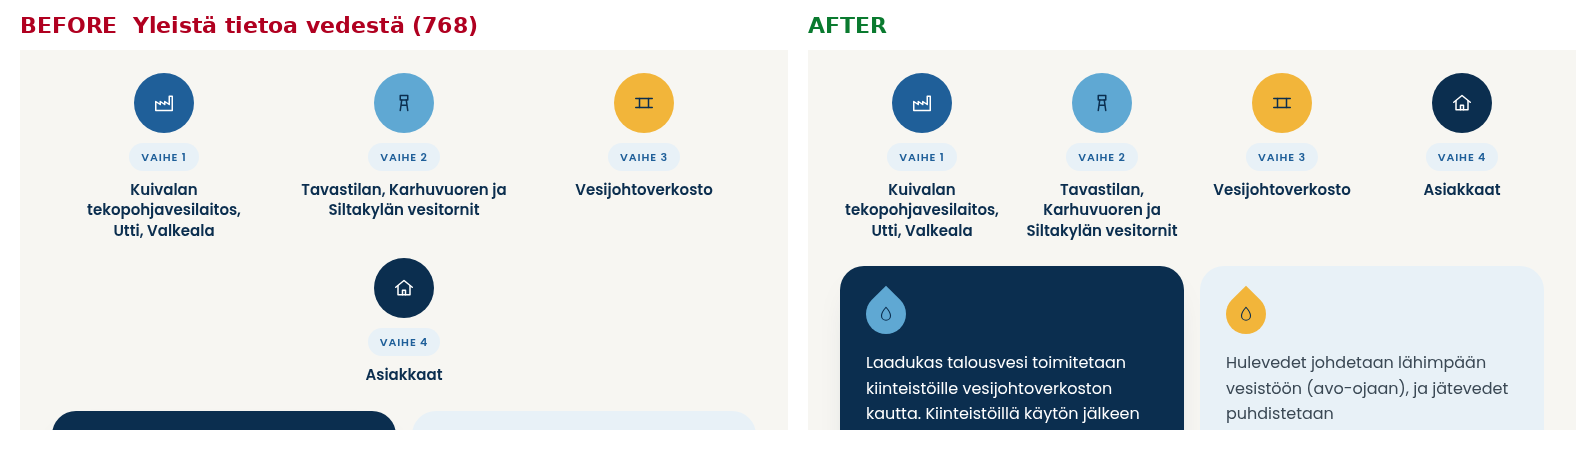 BEFORE  Yleistä tietoa vedestä (768)
VAIHE 1
Kuivalan
tekopohjavesilaitos,
Utti, Valkeala
VAIHE 2
Tavastilan, Karhuvuoren ja
Siltakylän vesitornit
VAIHE 3
Vesijohtoverkosto
VAIHE 4
Asiakkaat
AFTER
VAIHE 1
Kuivalan
tekopohjavesilaitos,
Utti, Valkeala
VAIHE 2
Tavastilan,
Karhuvuoren ja
Siltakylän vesitornit
VAIHE 3
Vesijohtoverkosto
VAIHE 4
Asiakkaat
Laadukas talousvesi toimitetaan
kiinteistöille vesijohtoverkoston
kautta. Kiinteistöillä käytön jälkeen
Hulevedet johdetaan lähimpään
vesistöön (avo-ojaan), ja jätevedet
puhdistetaan